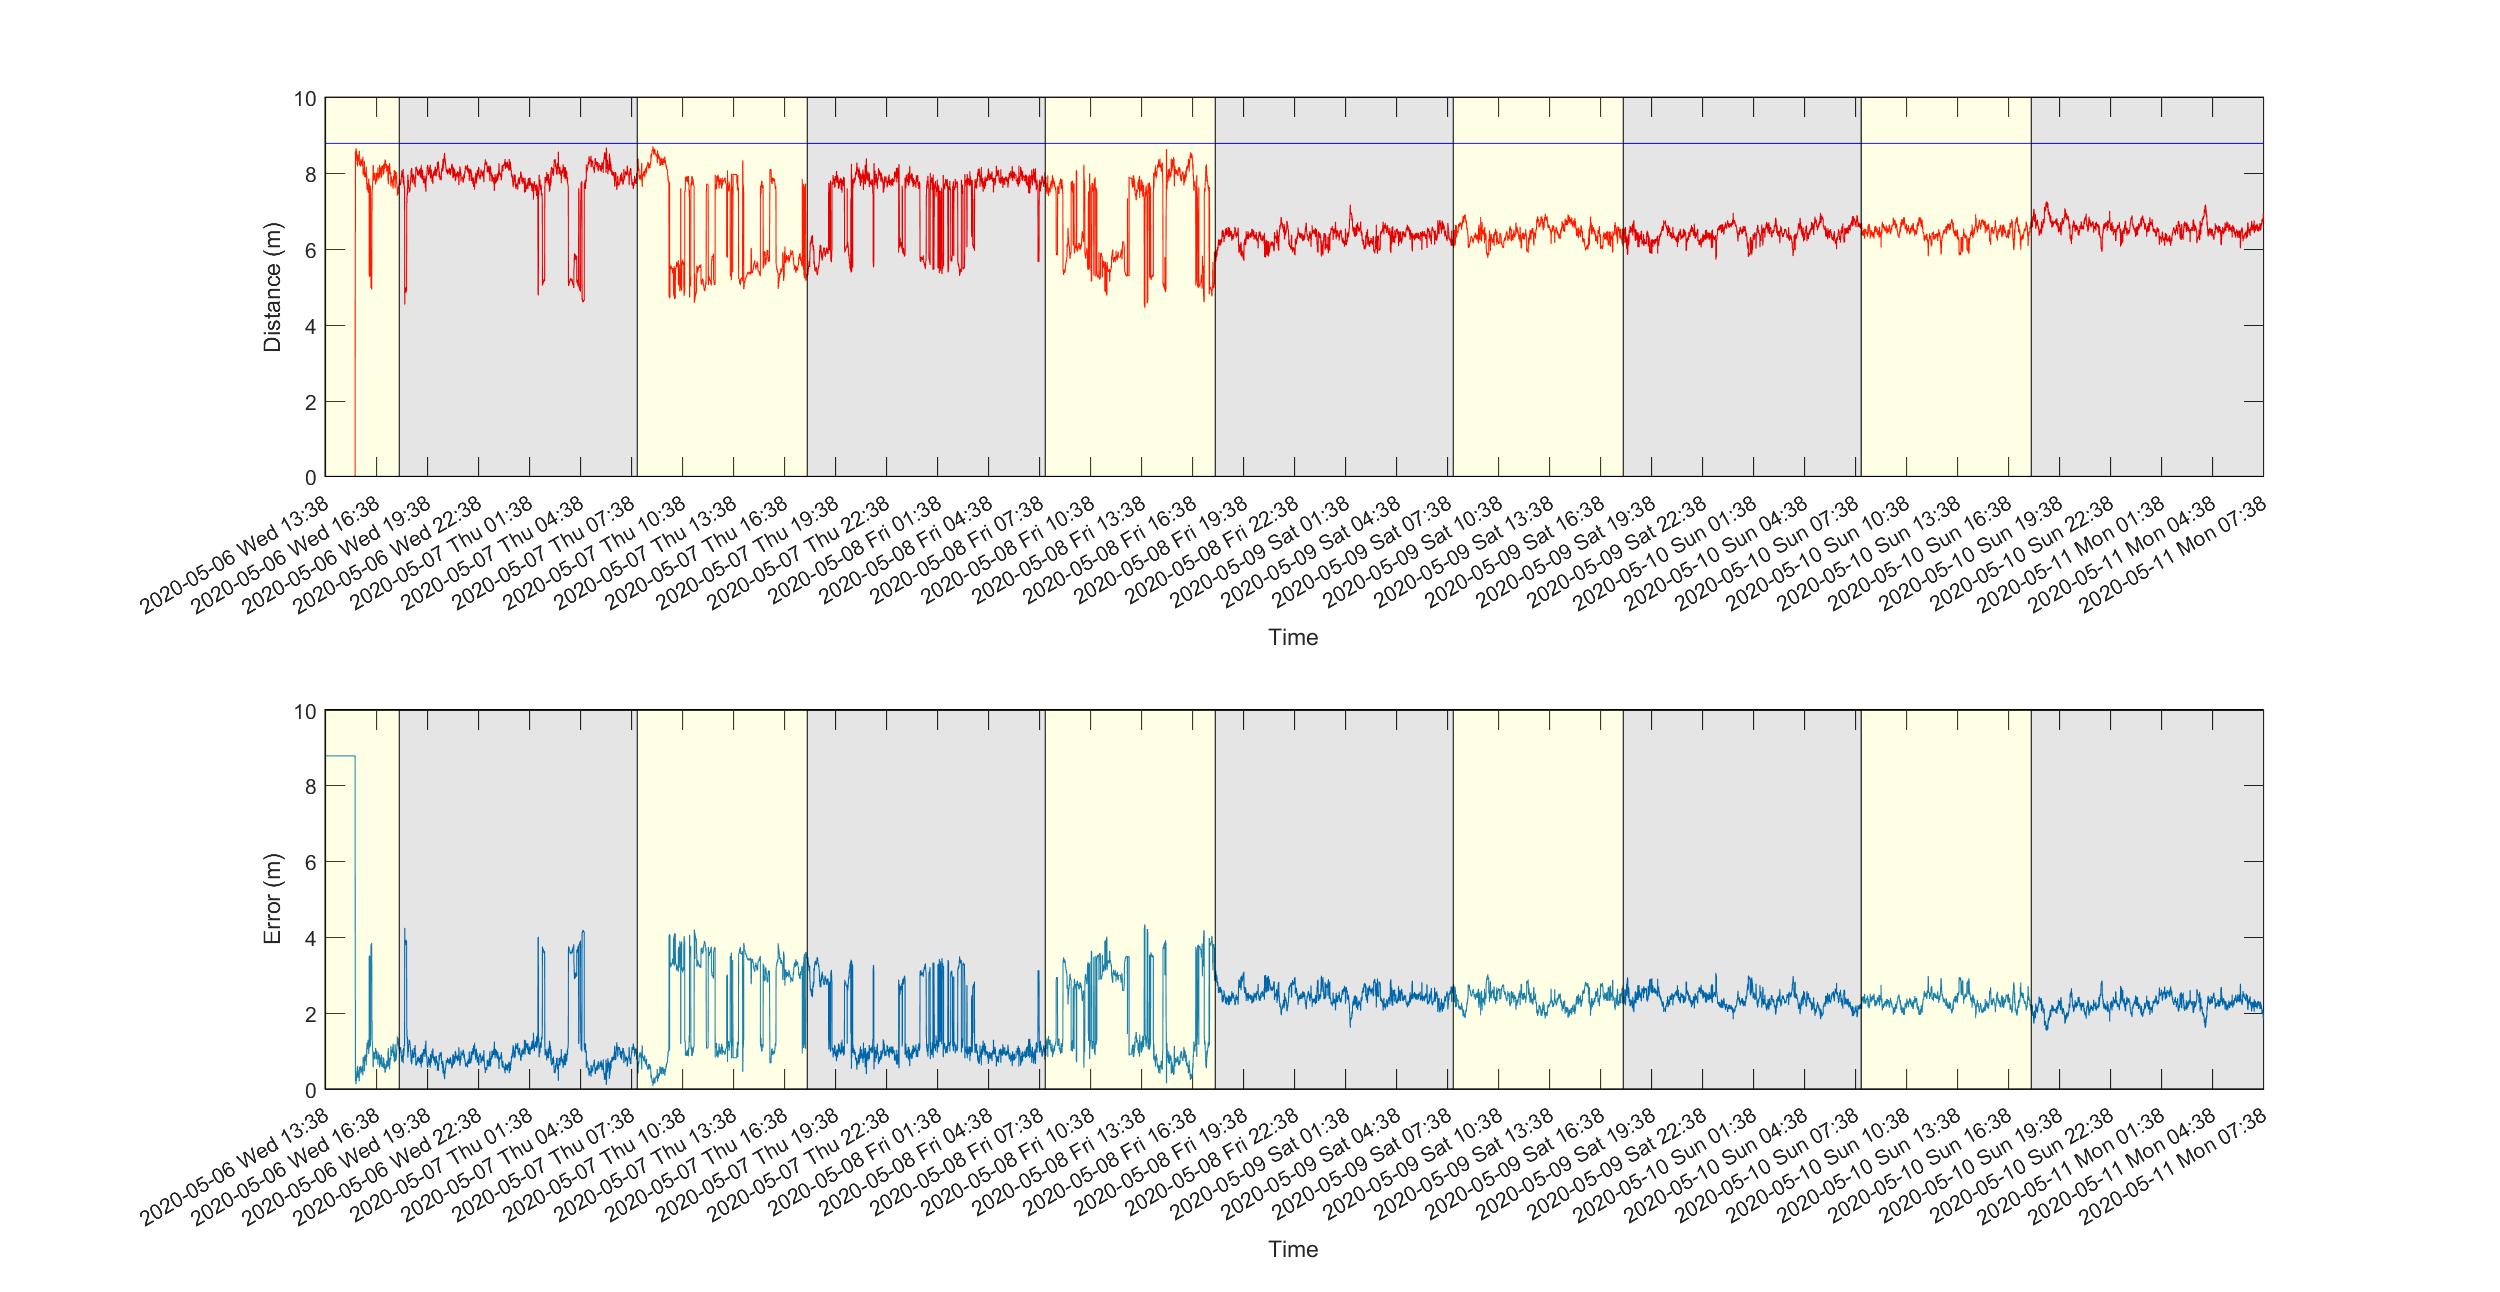 10
8
6
4
2
0
Distance (m)
2020-05-06 Wed 13:38
2020-05-06 Wed 16:38
2020-05-06 Wed 19:38
2020-05-06 Wed 22:38
2020-05-07 Thu 01:38
2020-05-07 Thu 04:38
2020-05-07 Thu 07:38
2020-05-07 Thu 10:38
2020-05-07 Thu 13:38
2020-05-07 Thu 16:38
2020-05-07 Thu 19:38
2020-05-07 Thu 22:38
2020-05-08 Fri 01:38
2020-05-08 Fri 04:38
2020-05-08 Fri 07:38
2020-05-08 Fri 10:38
2020-05-08 Fri 13:38
2020-05-08 Fri 16:38
2020-05-08 Fri 19:38
2020-05-08 Fri 22:38
2020-05-09 Sat 01:38
2020-05-09 Sat 04:38
2020-05-09 Sat 07:38
2020-05-09 Sat 10:38
2020-05-09 Sat 13:38
2020-05-09 Sat 16:38
2020-05-09 Sat 19:38
2020-05-09 Sat 22:38
2020-05-10 Sun 01:38
2020-05-10 Sun 04:38
2020-05-10 Sun 07:38
2020-05-10 Sun 10:38
2020-05-10 Sun 13:38
2020-05-10 Sun 16:38
2020-05-10 Sun 19:38
2020-05-10 Sun 22:38
2020-05-11 Mon 01:38
2020-05-11 Mon 04:38
2020-05-11 Mon 07:38
Time
10
8
6
4
2
0
Error (m)
2020-05-06 Wed 13:38
2020-05-06 Wed 16:38
2020-05-06 Wed 19:38
2020-05-06 Wed 22:38
2020-05-07 Thu 01:38
2020-05-07 Thu 04:38
2020-05-07 Thu 07:38
2020-05-07 Thu 10:38
2020-05-07 Thu 13:38
2020-05-07 Thu 16:38
2020-05-07 Thu 19:38
2020-05-07 Thu 22:38
2020-05-08 Fri 01:38
2020-05-08 Fri 04:38
2020-05-08 Fri 07:38
2020-05-08 Fri 10:38
2020-05-08 Fri 13:38
2020-05-08 Fri 16:38
2020-05-08 Fri 19:38
2020-05-08 Fri 22:38
2020-05-09 Sat 01:38
2020-05-09 Sat 04:38
2020-05-09 Sat 07:38
2020-05-09 Sat 10:38
2020-05-09 Sat 13:38
2020-05-09 Sat 16:38
2020-05-09 Sat 19:38
2020-05-09 Sat 22:38
2020-05-10 Sun 01:38
2020-05-10 Sun 04:38
2020-05-10 Sun 07:38
2020-05-10 Sun 10:38
2020-05-10 Sun 13:38
2020-05-10 Sun 16:38
2020-05-10 Sun 19:38
2020-05-10 Sun 22:38
2020-05-11 Mon 01:38
2020-05-11 Mon 04:38
2020-05-11 Mon 07:38
Time